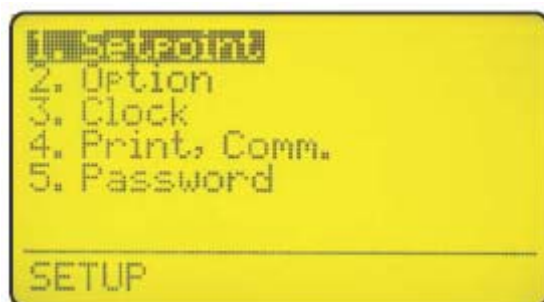 1. Setpoint
2. Option
3. Clock
4. Print, Comm.
5. Password
SETUP